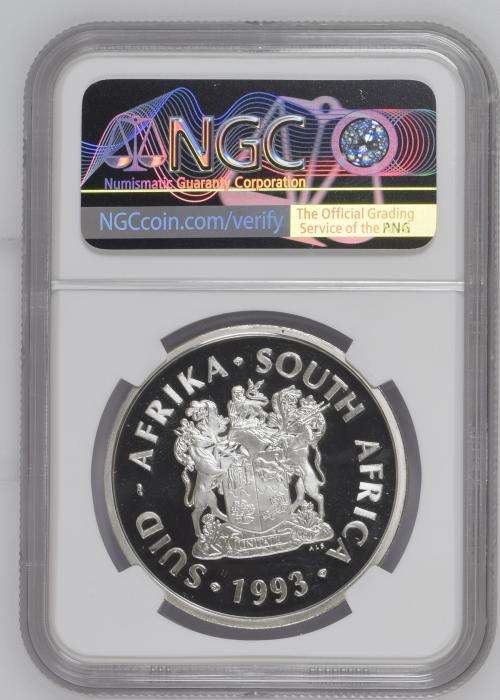 NGC
Numismatic Guaranty Corporation
NGCcoin.com/verify
The Official Grading
Service of the PNG
SUID - AFRIKA · SOUTH AFRICA
· 1993 ·
ALS